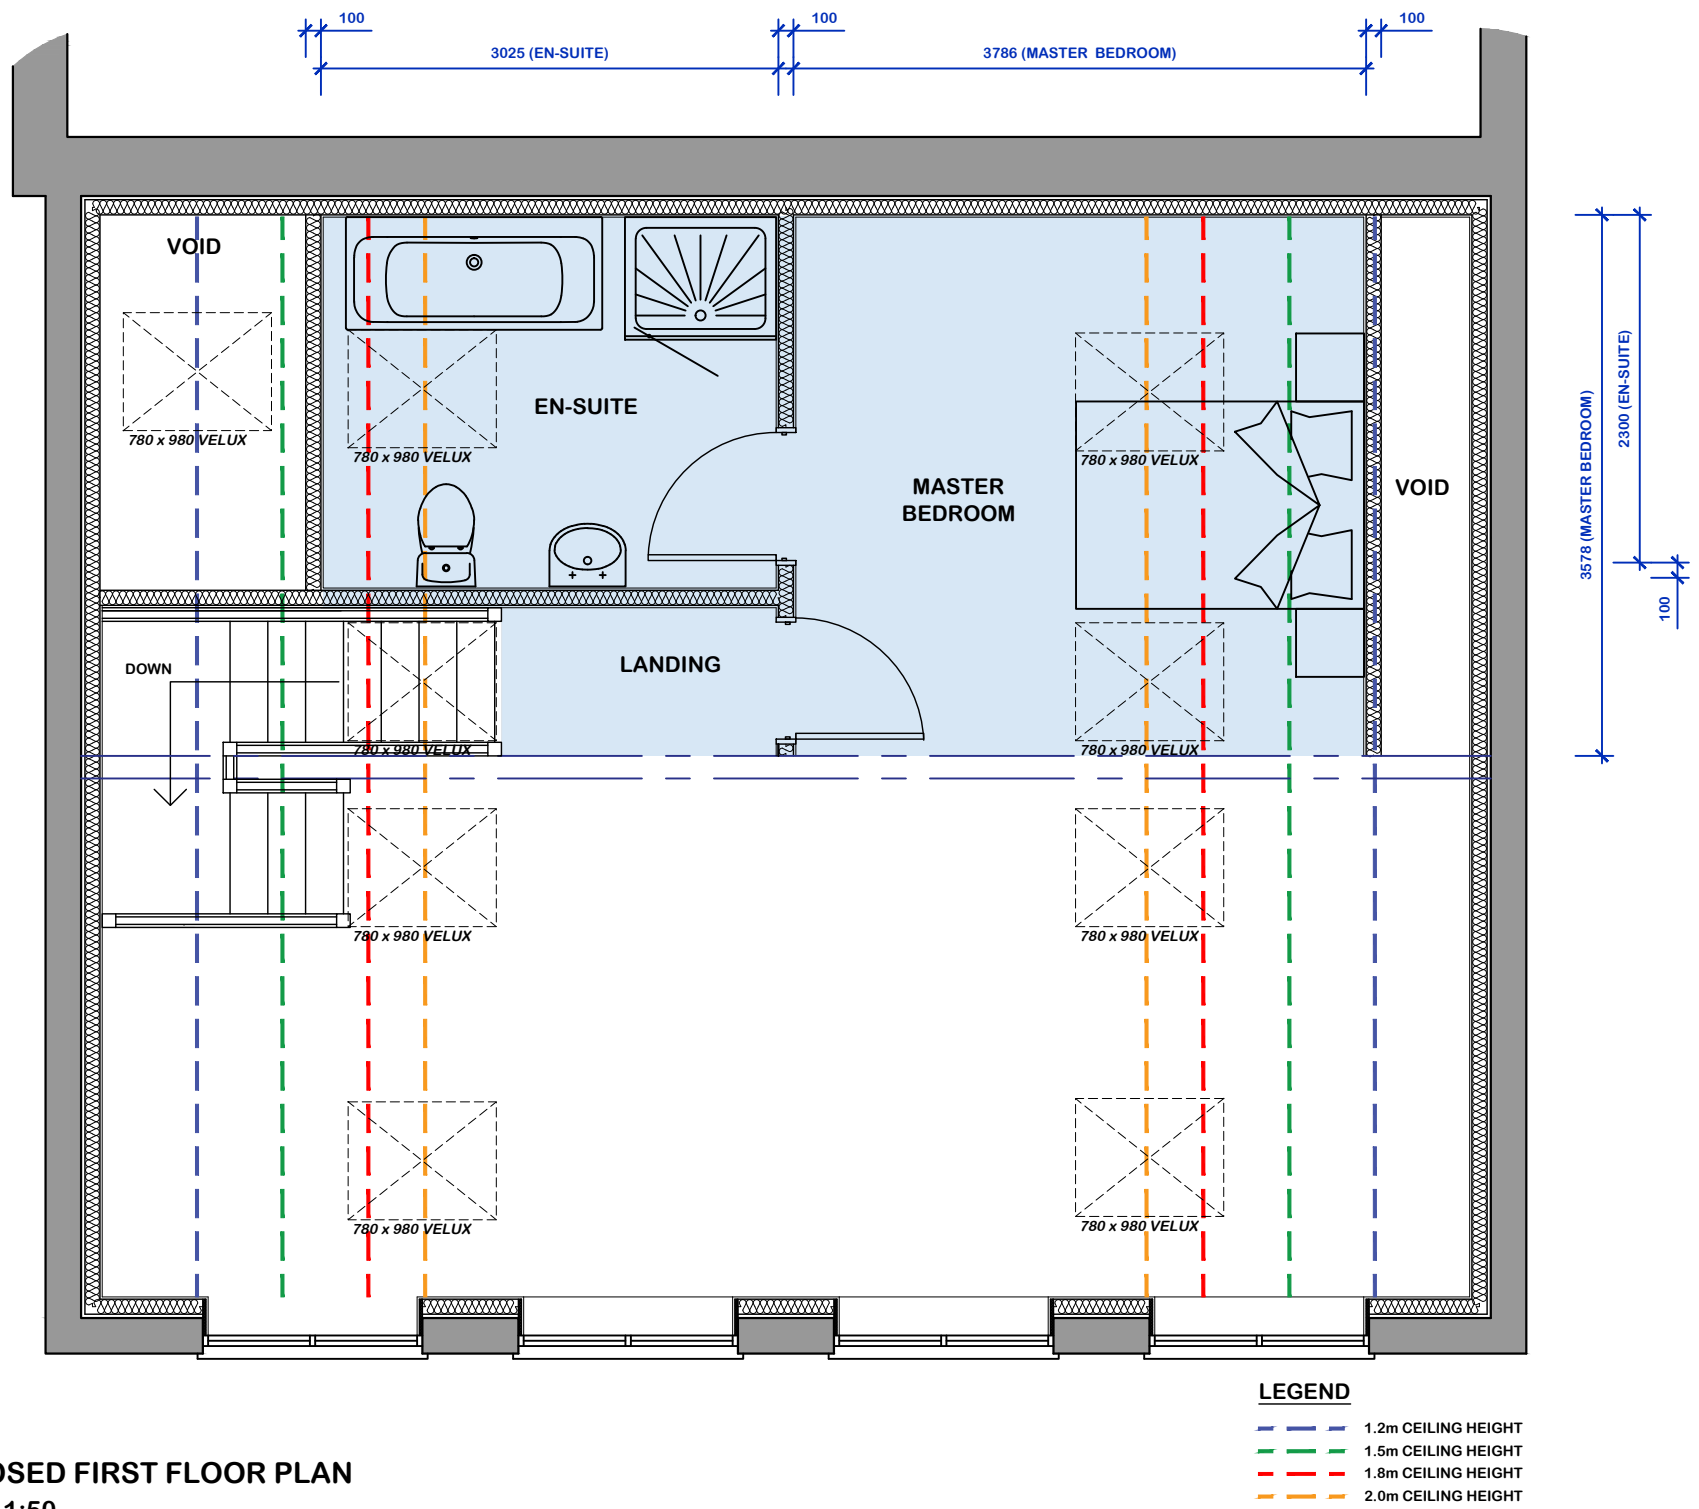 100
100
100
3025 (EN-SUITE)
3786 (MASTER BEDROOM)
VOID
780 x 980 VELUX
EN-SUITE
780 x 980 VELUX
MASTER
BEDROOM
780 x 980 VELUX
VOID
3578 (MASTER BEDROOM)
2300 (EN-SUITE)
100
DOWN
LANDING
780 x 980 VELUX
780 x 980 VELUX
780 x 980 VELUX
780 x 980 VELUX
780 x 980 VELUX
780 x 980 VELUX
LEGEND
1.2m CEILING HEIGHT
1.5m CEILING HEIGHT
1.8m CEILING HEIGHT
2.0m CEILING HEIGHT
OSED FIRST FLOOR PLAN
1:50